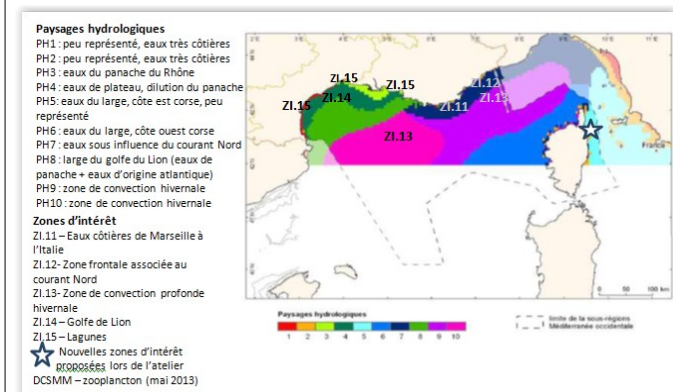 Paysages hydrologiques
PH1 : peu représenté, eaux très côtières
PH2 : peu représenté, eaux très côtières
PH3 : eaux du panache du Rhône
PH4 : eaux de plateau, dilution du panache
PH5: eaux du large, côte est corse, peu
représenté
PH6 : eaux du large, côte ouest corse
PH7 : eaux sous influence du courant Nord
PH8 : large du golfe du Lion (eaux de
panache + eaux d'origine atlantique)
PH9 : zone de convection hivernale
PH10 : zone de convection hivernale
Zones d'intérêt
ZI.11 – Eaux côtières de Marseille à
l'Italie
ZI.12- Zone frontale associée au
courant Nord
ZI.13- Zone de convection profonde
hivernale
ZI.14 – Golfe de Lion
ZI.15 – Lagunes
Nouvelles zones d'intérêt
proposées lors de l'atelier
DCSMM – zooplancton (mai 2013)
ZI.15
ZI.15
ZI.12
ZI.15
ZI.14
ZI.11
ZI.13
ZI.13
France
0 50 100 km
Paysages hydrologiques
1 2 3 4 5 6 7 8 9 10
limite de la sous-régions
Méditerranée occidentale